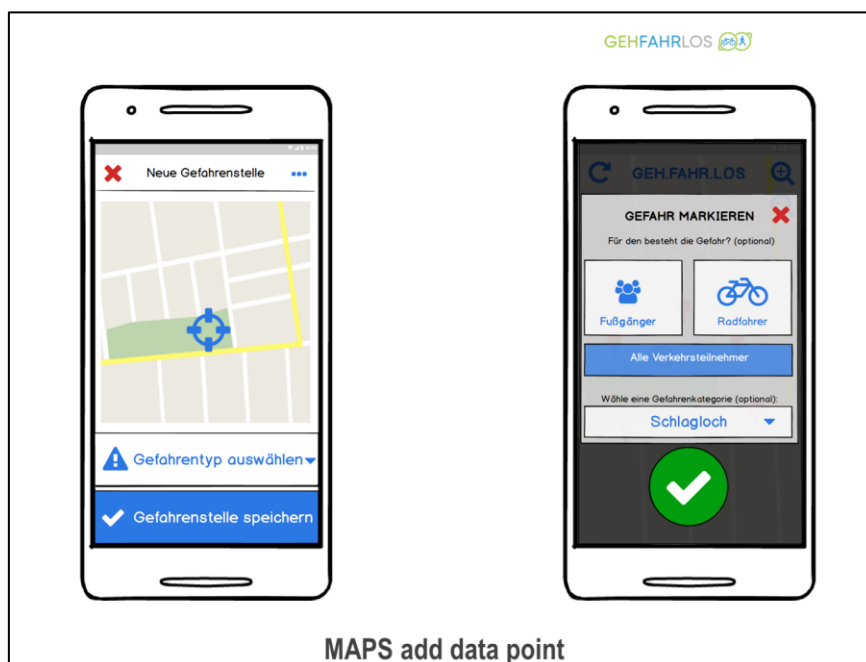 GEHFAHRLOS
Neue Gefahrenstelle
Gefahrentyp auswählen
Gefahrenstelle speichern
GEH.FAHR.LOS
GEFAHR MARKIEREN
Für den besteht die Gefahr? (optional)
Fußgänger
Radfahrer
Alle Verkehrsteilnehmer
Wähle eine Gefahrenkategorie (optional):
Schlagloch
MAPS add data point